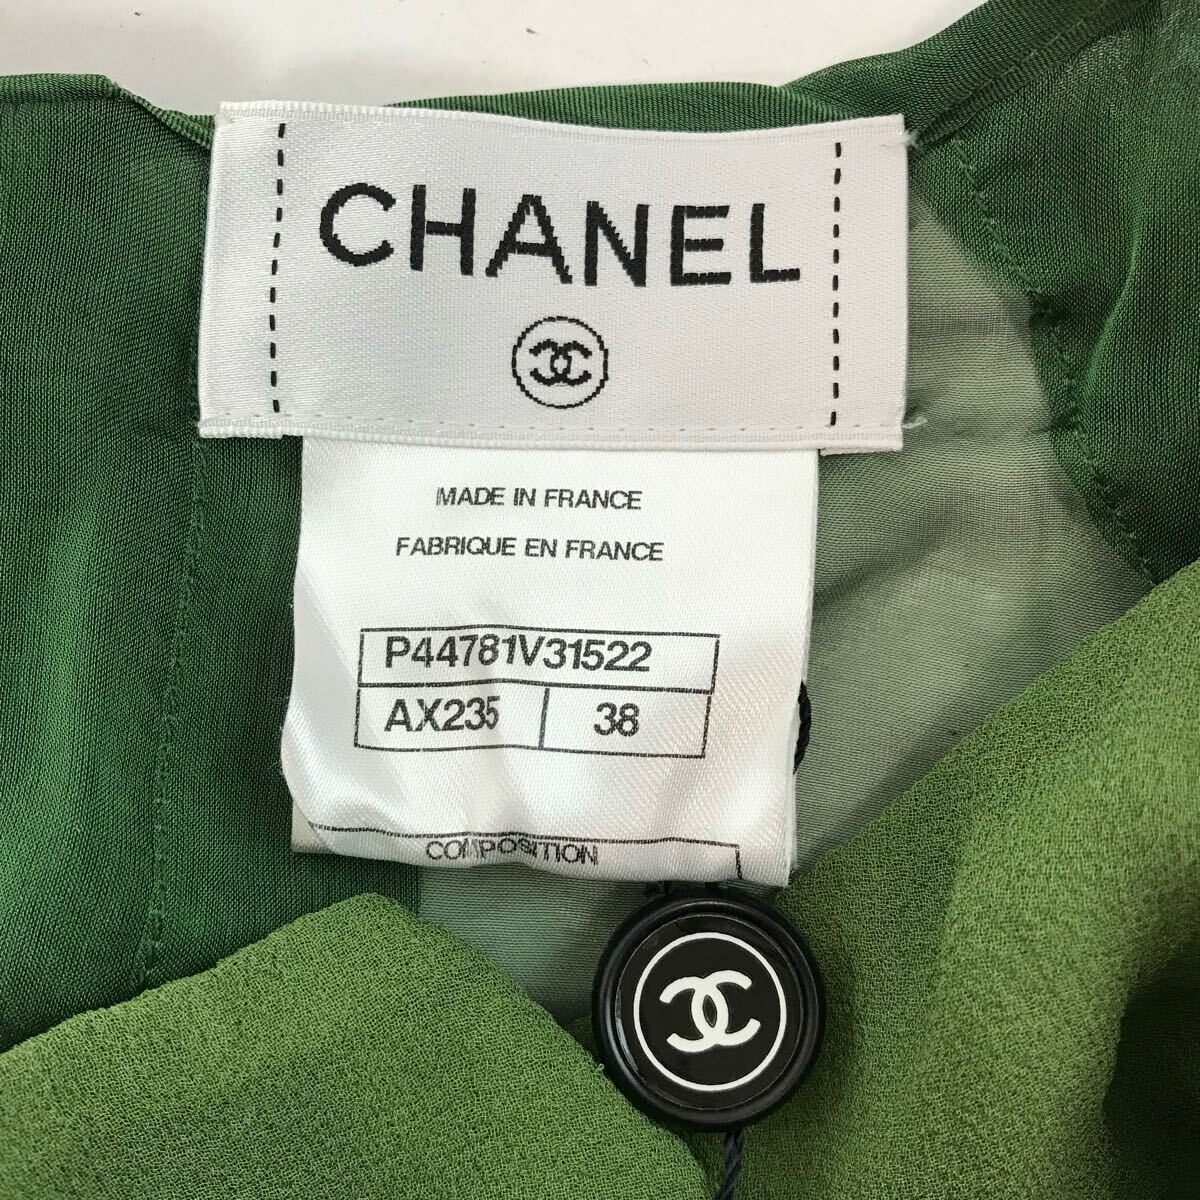 CHANEL
MADE IN FRANCE
FABRIQUE EN FRANCE
P44781V31522
AX235 38
COMPOSITION